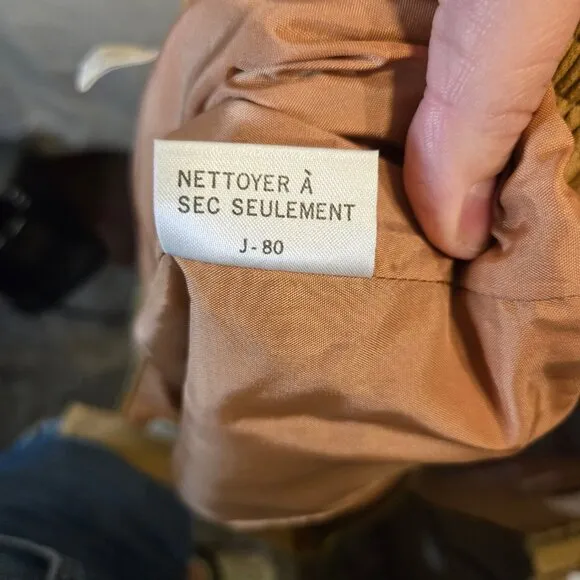 NETTOYER À
SEC SEULEMENT
J-80